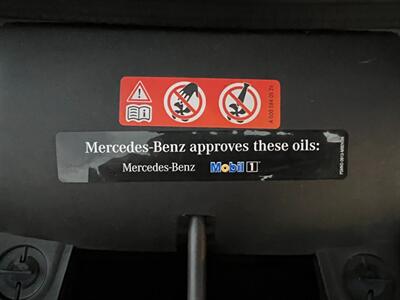 Mercedes-Benz approves these oils:
Mercedes-Benz Mobil 1